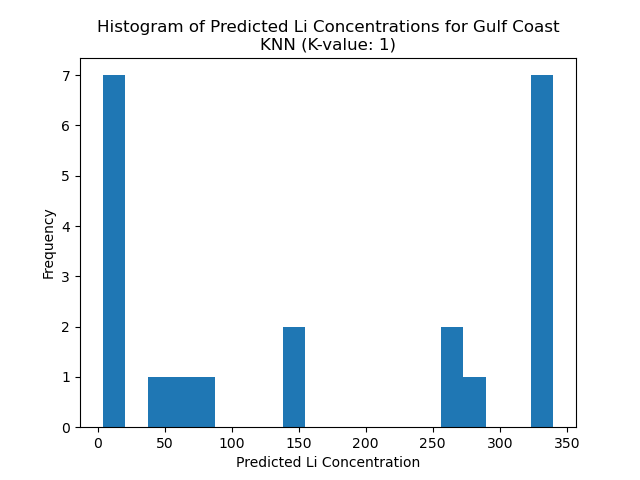 Histogram of Predicted Li Concentrations for Gulf Coast
KNN (K-value: 1)
7
6
5
4
3
2
1
0
Frequency
0 50 100 150 200 250 300 350
Predicted Li Concentration